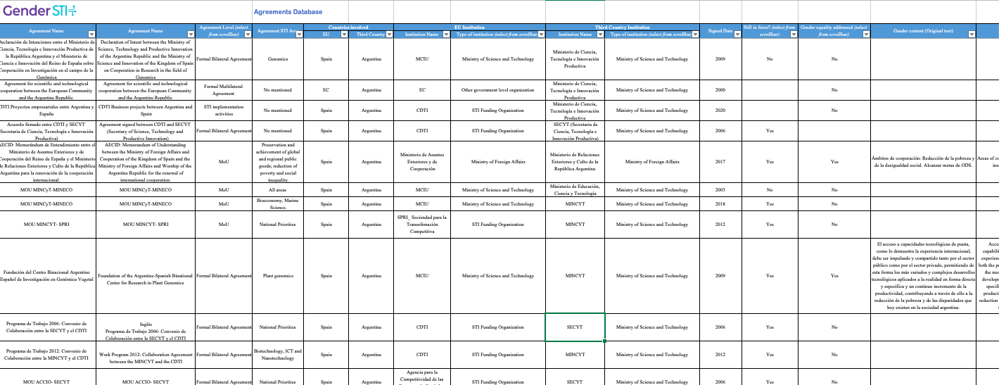 GenderSTI
Agreements Database
Agreement Name
Agreement Name
Agreement Level (select
from scrollbar)
Agreement STI Are
Countries involved
EU
Third Country
EU Institution
Institution Name
Type of institution (select from scrollbar
Third Country Institution
Institution Name
Type of institution (select from scrollbar
Signed Date
Still in force? (select from
scrollbar)
Gender equality addressed (select
from scrollbar)
Gender content (Original text)
Declaración de Intenciones entre el Ministerio de
Ciencia, Tecnología e Innovación Productiva de
la República Argentina y el Ministerio de
Ciencia e Innovación del Reino de España sobre
Cooperación en Investigación en el campo de la
Genómica
Declaration of Intent between the Ministry of
Science, Technology and Productive Innovation
of the Argentine Republic and the Ministry of
Science and Innovation of the Kingdom of Spain
on Cooperation in Research in the field of
Genomics
Formal Bilateral Agreement
Genomics
Spain
Argentina
MCIU
Ministry of Science and Technology
Ministerio de Ciencia,
Tecnología e Innovación
Productiva
Ministry of Science and Technology
2009
No
No
Agreement for scientific and technological
cooperation between the European Community
and the Argentine Republic
Agreement for scientific and technological
cooperation between the European Community
and the Argentine Republic
Formal Multilateral
Agreement
No mentioned
EC
Argentina
EC
Other government level organization
Ministerio de Ciencia,
Tecnología e Innovación
Productiva
Ministry of Science and Technology
2000
No
CDTI Proyectos empresariales entre Argentina y
España
CDTI Business projects between Argentina and
Spain
STI implementation
activities
No mentioned
Spain
Argentina
CDTI
STI Funding Organization
Ministerio de Ciencia,
Tecnología e Innovación
Productiva
Ministry of Science and Technology
2020
No
Acuerdo firmado entre CDTI y SECYT
(Secretaria de Ciencia, Tecnología e Innovación
Productiva)
Agreement signed between CDTI and SECYT
(Secretary of Science, Technology and
Productive Innovation)
Formal Bilateral Agreement
No mentioned
Spain
Argentina
CDTI
STI Funding Organization
SECYT (Secretaria de
Ciencia, Tecnología e
Innovación Productiva)
Ministry of Science and Technology
2006
Yes
No
AECID: Memorándum de Entendimiento entre el
Ministerio de Asuntos Exteriores y de
Cooperación del Reino de España y el Ministerio
de Relaciones Exteriores y Culto de la República
Argentina para la renovación de la cooperación
internacional.
AECID: Memorandum of Understanding
between the Ministry of Foreign Affairs and
Cooperation of the Kingdom of Spain and the
Ministry of Foreign Affairs and Worship of the
Argentine Republic for the renewal of
international cooperation.
MoU
Preservation and
achievement of global
and regional public
goods; reduction of
poverty and social
inequality.
Spain
Argentina
Ministerio de Asuntos
Exteriores y de
Cooperación
Ministry of Foreign Affairs
Ministerio de Relaciones
Exteriores y Culto de la
República Argentina
Ministry of Foreign Affairs
2017
Yes
Yes
Ámbitos de cooperación: Reducción de la pobreza y
de la desigualdad social. Alcanzar metas de ODS.
Areas of co
ine
MOU MINCyT-MINECO
MOU MINCyT-MINECO
MoU
All areas
Spain
Argentina
MCIU
Ministry of Science and Technology
Ministerio de Educación,
Ciencia y Tecnología
Ministry of Science and Technology
2003
No
No
MOU MINCyT-MINECO
MOU MINCyT-MINECO
MoU
Bioeconomy, Marine
Science.
Spain
Argentina
MCIU
Ministry of Science and Technology
MINCYT
Ministry of Science and Technology
2018
Yes
No
MOU MINCYT- SPRI
MOU MINCYT- SPRI
MoU
National Priorities
Spain
Argentina
SPRI_ Sociendad para la
Transofrmación
Competitiva
STI Funding Organization
MINCYT
Ministry of Science and Technology
2012
Yes
No
Fundación del Centro Binacional Argentino
Español de Investigación en Genómica Vegetal
Foundation of the Argentine-Spanish Binational
Center for Research in Plant Genomics
Formal Bilateral Agreement
Plant genomics
Spain
Argentina
MCIU
Ministry of Science and Technology
MINCYT
Ministry of Science and Technology
2009
Yes
Yes
El acceso a capacidades tecnológicas de punta,
como lo demuestra la experiencia internacional,
debe ser impulsado y compartido tanto por el sector
público como por el sector privado, permitiendo de
esta forma los más variados y complejos desarrollos
tecnológicos aplicados a la realidad en forma directa
y específica y un continuo incremento de la
productividad, contribuyendo a través de ello a la
reducción de la pobreza y de las disparidades que
hoy existen en la sociedad argentina.
Acce
capabilit
experienc
both the p
the mo
develop
specifi
product
reduction
Programa de Trabajo 2006: Convenio de
Colaboración entre la SECYT y el CDTI
Inglés
Programa de Trabajo 2006: Convenio de
Colaboración entre la SECYT y el CDTI
Formal Bilateral Agreement
National Priorities
Spain
Argentina
CDTI
STI Funding Organization
SECYT
Ministry of Science and Technology
2006
Yes
No
Programa de Trabajo 2012: Convenio de
Colaboración entre la MINCYT y el CDTI
Work Program 2012: Collaboration Agreement
between the MINCYT and the CDTI
Formal Bilateral Agreement
Biotechnology, ICT and
Nanotechnology
Spain
Argentina
CDTI
STI Funding Organization
MINCYT
Ministry of Science and Technology
2012
Yes
No
MOU ACCIO- SECYT
MOU ACCIO- SECYT
Formal Bilateral Agreement
National Priorities
Spain
Argentina
Agencia para la
Competitividad de las
STI Funding Organization
SECYT
Ministry of Science and Technology
2006
Yes
No